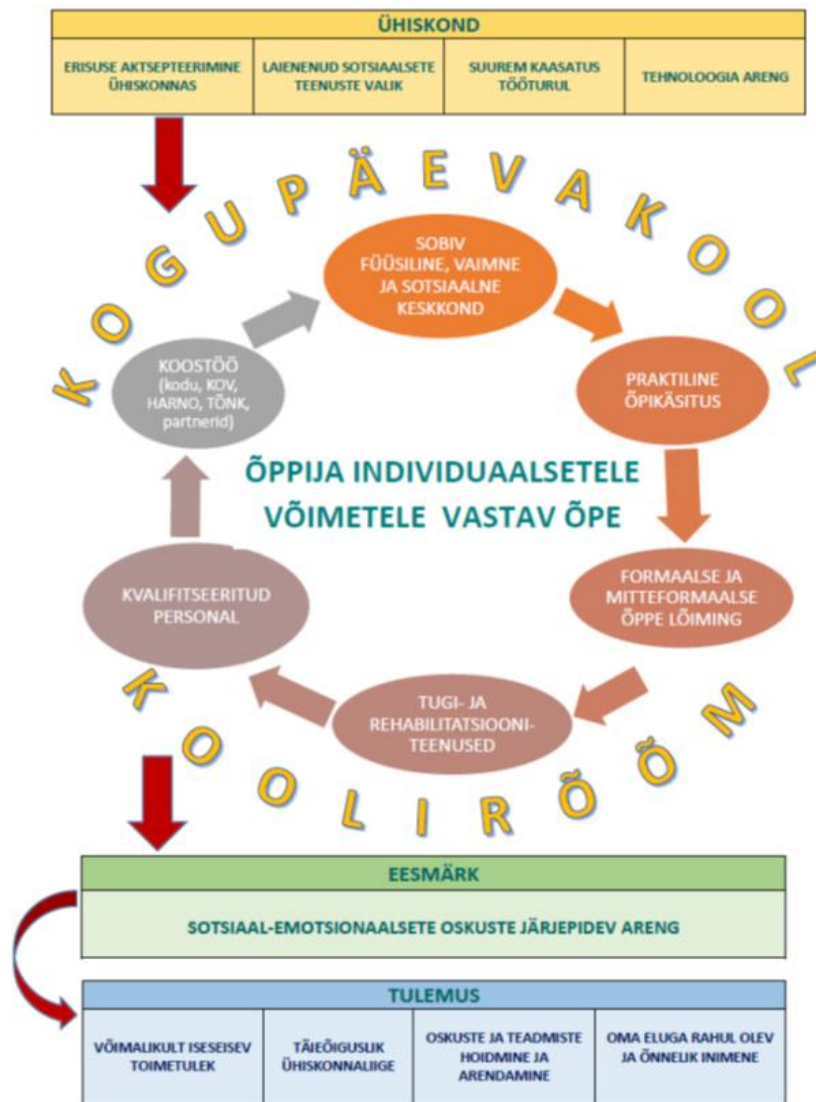 ÜHISKOND
ERISUSE AKTSEPTEERIMINE
ÜHISKONNAS
LAIENENUD SOTSIAALSETE
TEENUSTE VALIK
SUUREM KAASATUS
TÖÖTURUL
TEHNOLOOGIA ARENG
KOGUPÄEVAKOOL
SOBIV
FÜÜSILINE, VAIMNE
JA SOTSIAALNE
KESKKOND
PRAKTILINE
ÕPIKÄSITUS
FORMAALSE JA
MITTEFORMAALSE
ÕPPE LÕIMING
TUGI- JA
REHABILITATSIOONI-
TEENUSED
KVALIFITSEERITUD
PERSONAL
KOOSTÖÖ
(kodu, KOV,
HARNO, TÕNK,
partnerid)
ÕPPIJA INDIVIDUAALSETELE
VÕIMETELE VASTAV ÕPE
KOOLIRÕÕM
EESMÄRK
SOTSIAAL-EMOTSIONAALSETE OSKUSTE JÄRJEPIDEV ARENG
TULEMUS
VÕIMALIKULT ISESEISEV
TOIMETULEK
TÄIEÕIGUSLIK
ÜHISKONNALIIGE
OSKUSTE JA TEADMISTE
HOIDMINE JA
ARENDAMINE
OMA ELUGA RAHUL OLEV
JA ÕNNELIK INIMENE